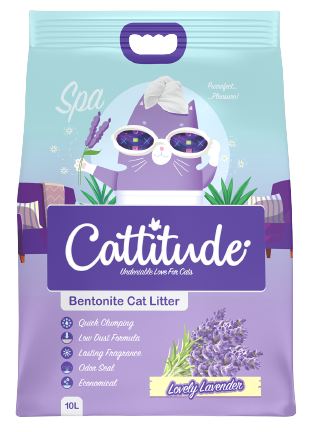 Spa
Purrrfect...
...Pleasure!
Cattitude
Undeniable Love For Cats
Bentonite Cat Litter
Quick Clumping
Low Dust Formula
Lasting Fragrance
Odor Seal
Economical
Lovely Lavender
10L